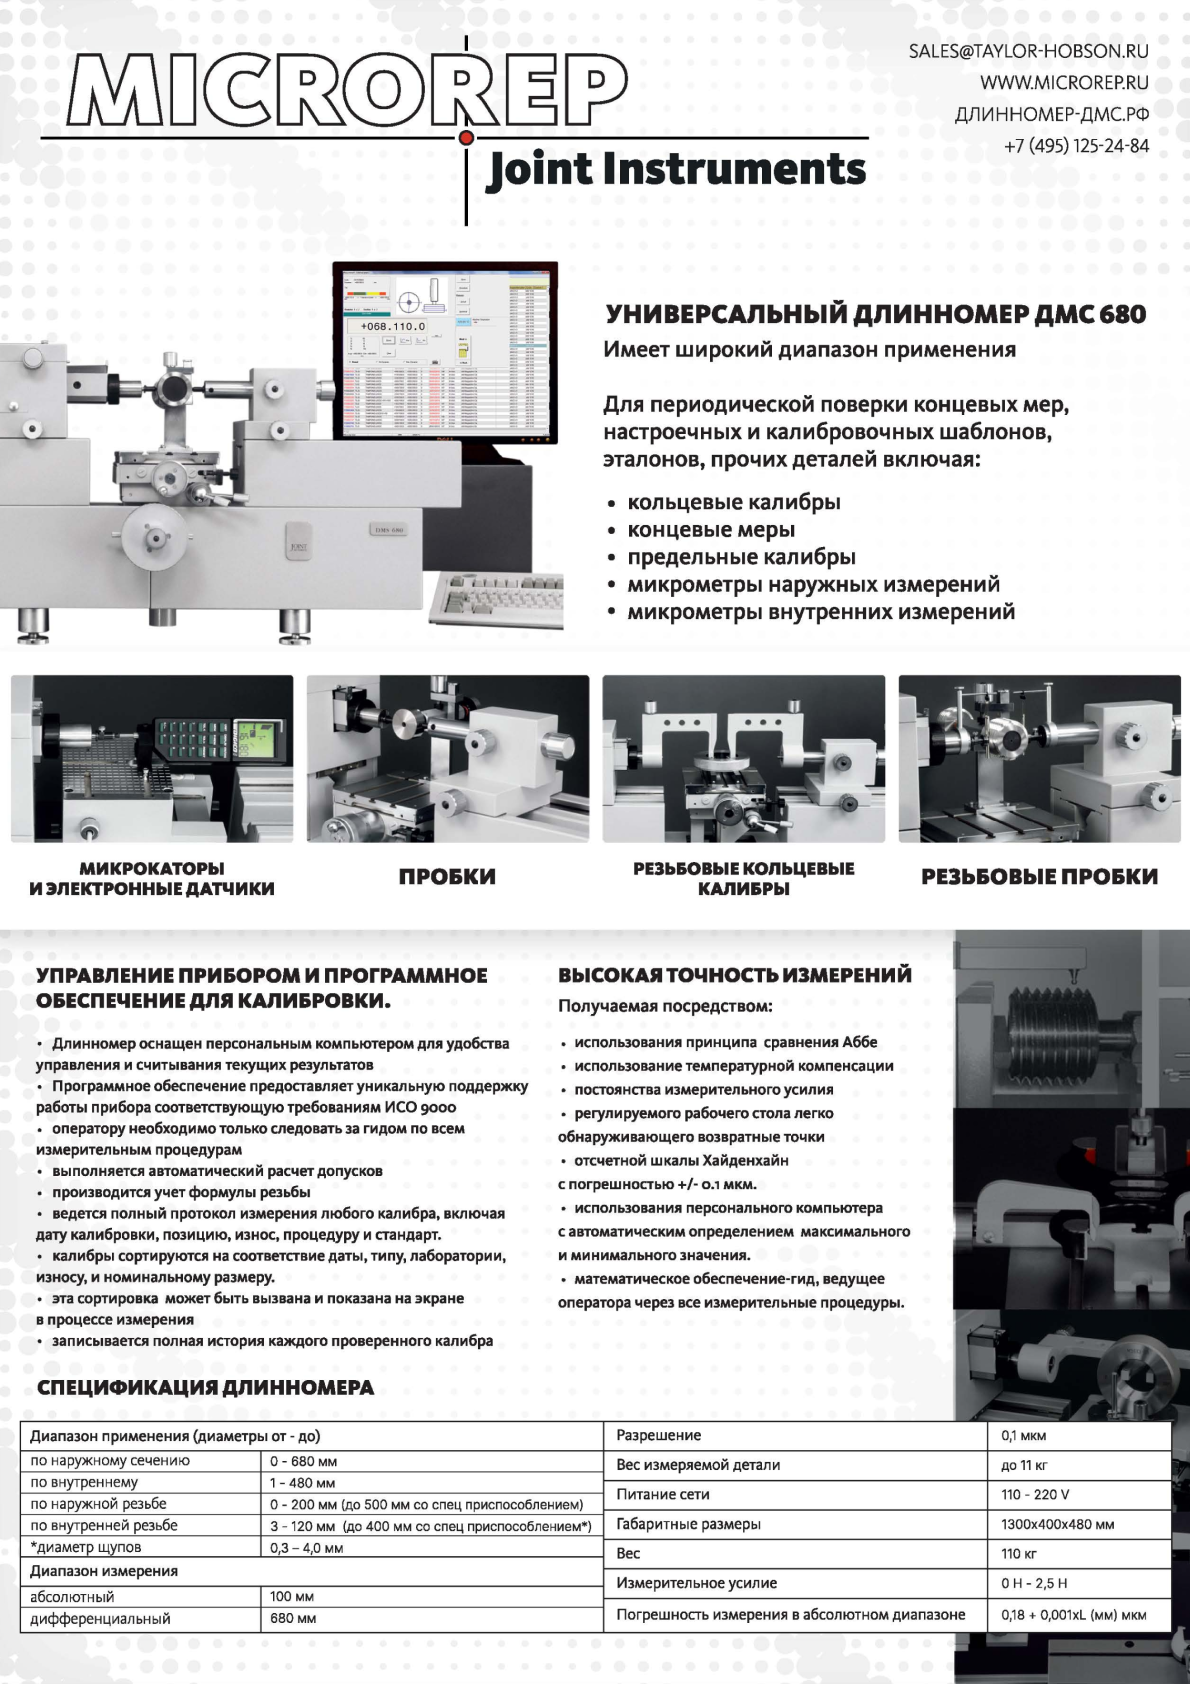 MICROREP
Joint Instruments
SALES@TAYLOR-HOBSON.RU
WWW.MICROREP.RU
ДЛИННОМЕР-ДМС.РФ
+7 (495) 125-24-84
+068.110.0
DMS 680
JOINT
УНИВЕРСАЛЬНЫЙ ДЛИННОМЕР ДМС 680
Имеет широкий диапазон применения
Для периодической поверки концевых мер,
настроечных и калибровочных шаблонов,
эталонов, прочих деталей включая:
• кольцевые калибры
• концевые меры
• предельные калибры
• микрометры наружных измерений
• микрометры внутренних измерений
МИКРОКАТОРЫ
И ЭЛЕКТРОННЫЕ ДАТЧИКИ
ПРОБКИ
РЕЗЬБОВЫЕ КОЛЬЦЕВЫЕ
КАЛИБРЫ
РЕЗЬБОВЫЕ ПРОБКИ
УПРАВЛЕНИЕ ПРИБОРОМ И ПРОГРАММНОЕ
ОБЕСПЕЧЕНИЕ ДЛЯ КАЛИБРОВКИ.
• Длинномер оснащен персональным компьютером для удобства
управления и считывания текущих результатов
• Программное обеспечение предоставляет уникальную поддержку
работы прибора соответствующую требованиям ИСО 9000
• оператору необходимо только следовать за гидом по всем
измерительным процедурам
• выполняется автоматический расчет допусков
• производится учет формулы резьбы
• ведется полный протокол измерения любого калибра, включая
дату калибровки, позицию, износ, процедуру и стандарт.
• калибры сортируются на соответствие даты, типу, лаборатории,
износу, и номинальному размеру.
• эта сортировка может быть вызвана и показана на экране
в процессе измерения
• записывается полная история каждого проверенного калибра
ВЫСОКАЯ ТОЧНОСТЬ ИЗМЕРЕНИЙ
Получаемая посредством:
• использования принципа сравнения Аббе
• использование температурной компенсации
• постоянства измерительного усилия
• регулируемого рабочего стола легко
обнаруживающего возвратные точки
• отсчетной шкалы Хайденхайн
с погрешностью +/- 0.1 мкм.
• использования персонального компьютера
с автоматическим определением максимального
и минимального значения.
• математическое обеспечение-гид, ведущее
оператора через все измерительные процедуры.
СПЕЦИФИКАЦИЯ ДЛИННОМЕРА
Диапазон применения (диаметры от - до)
по наружному сечению 0 - 680 мм
по внутреннему 1 - 480 мм
по наружной резьбе 0 - 200 мм (до 500 мм со спец приспособлением)
по внутренней резьбе 3 - 120 мм (до 400 мм со спец приспособлением*)
*диаметр щупов 0,3 – 4,0 мм
Диапазон измерения
абсолютный 100 мм
дифференциальный 680 мм
Разрешение 0,1 мкм
Вес измеряемой детали до 11 кг
Питание сети 110 - 220 V
Габаритные размеры 1300х400х480 мм
Вес 110 кг
Измерительное усилие 0 Н - 2,5 Н
Погрешность измерения в абсолютном диапазоне 0,18 + 0,001xL (мм) мкм